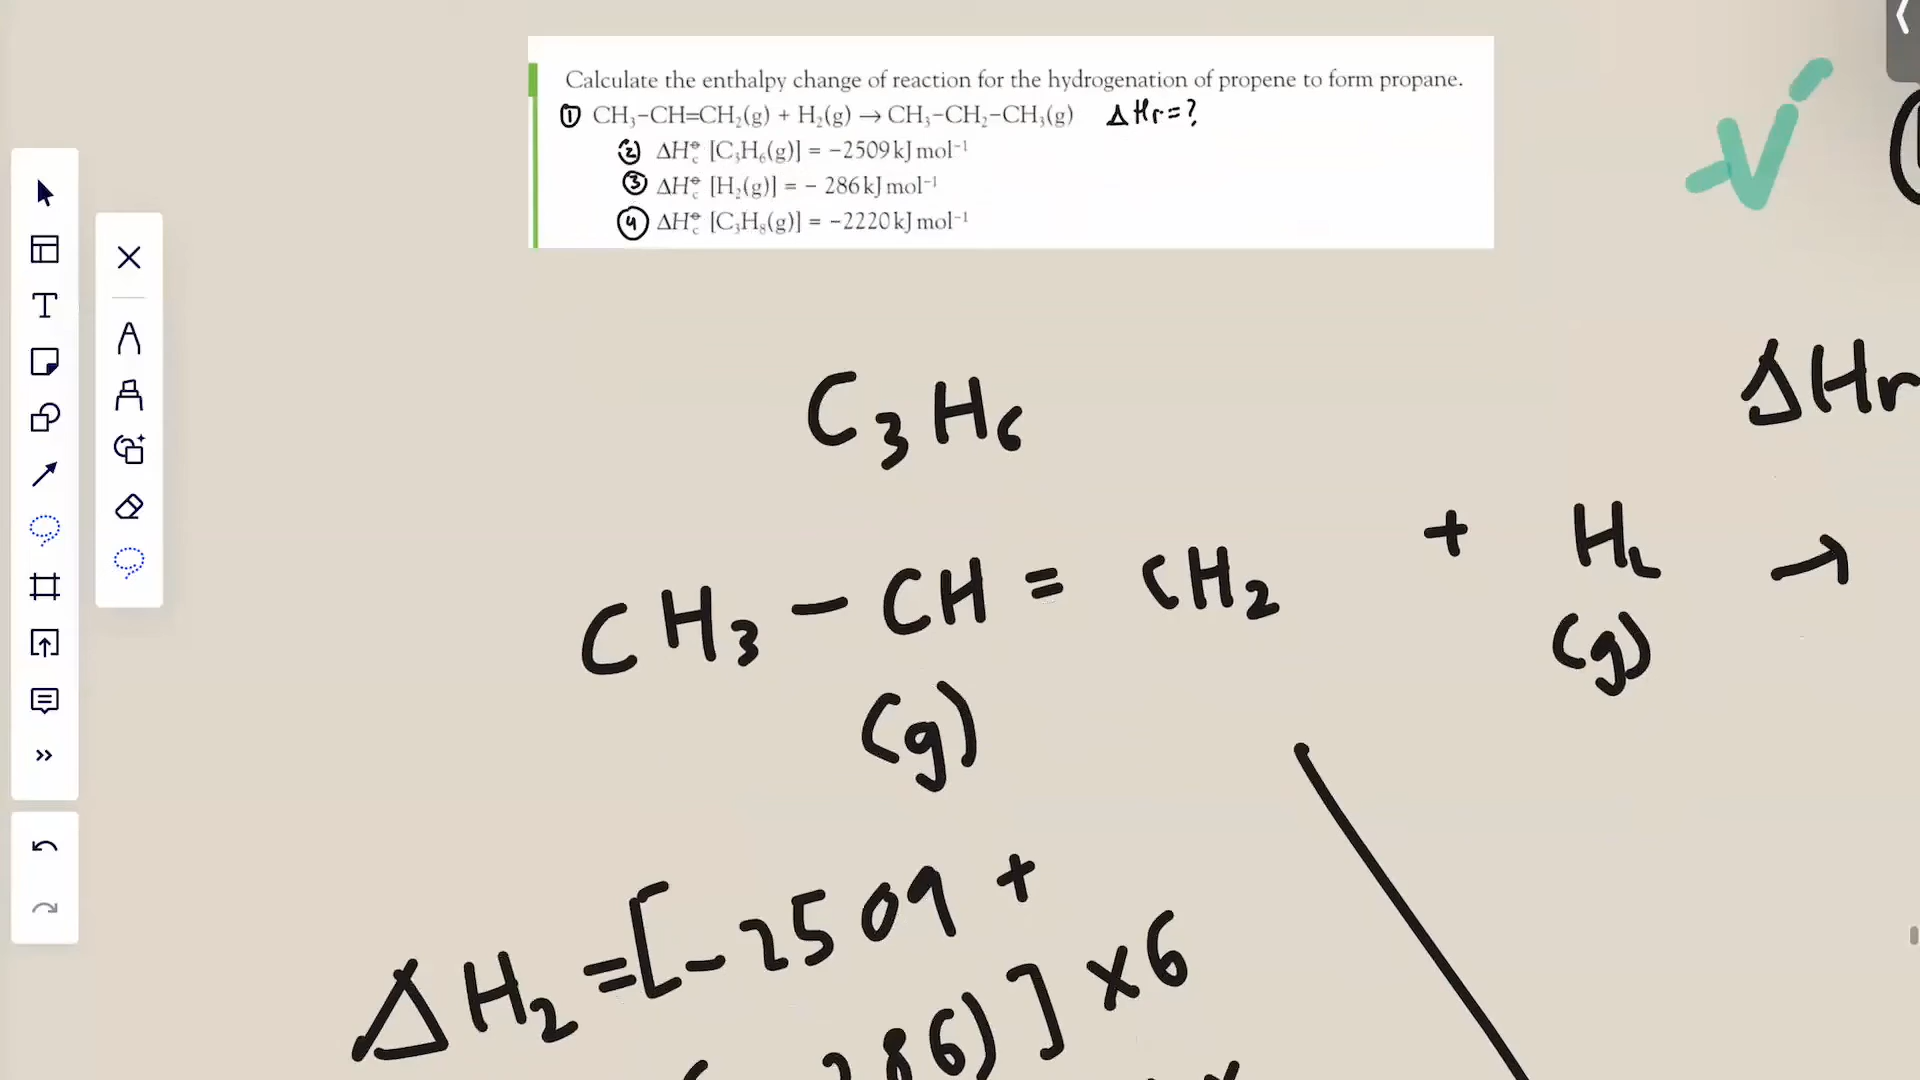 Calculate the enthalpy change of reaction for the hydrogenation of propene to form propane.
① CH₃−CH=CH₂(g) + H₂(g) → CH₃−CH₂−CH₃(g) ΔHr=?
② ΔH⦵c [C₃H₆(g)] = −2509 kJ mol⁻¹
③ ΔH⦵c [H₂(g)] = − 286 kJ mol⁻¹
④ ΔH⦵c [C₃H₈(g)] = −2220 kJ mol⁻¹
C₃H₆
ΔHr
CH₃ − CH = CH₂ + H₂ →
(g) (g)
ΔH₂ = [−2509 +
286)] ×6